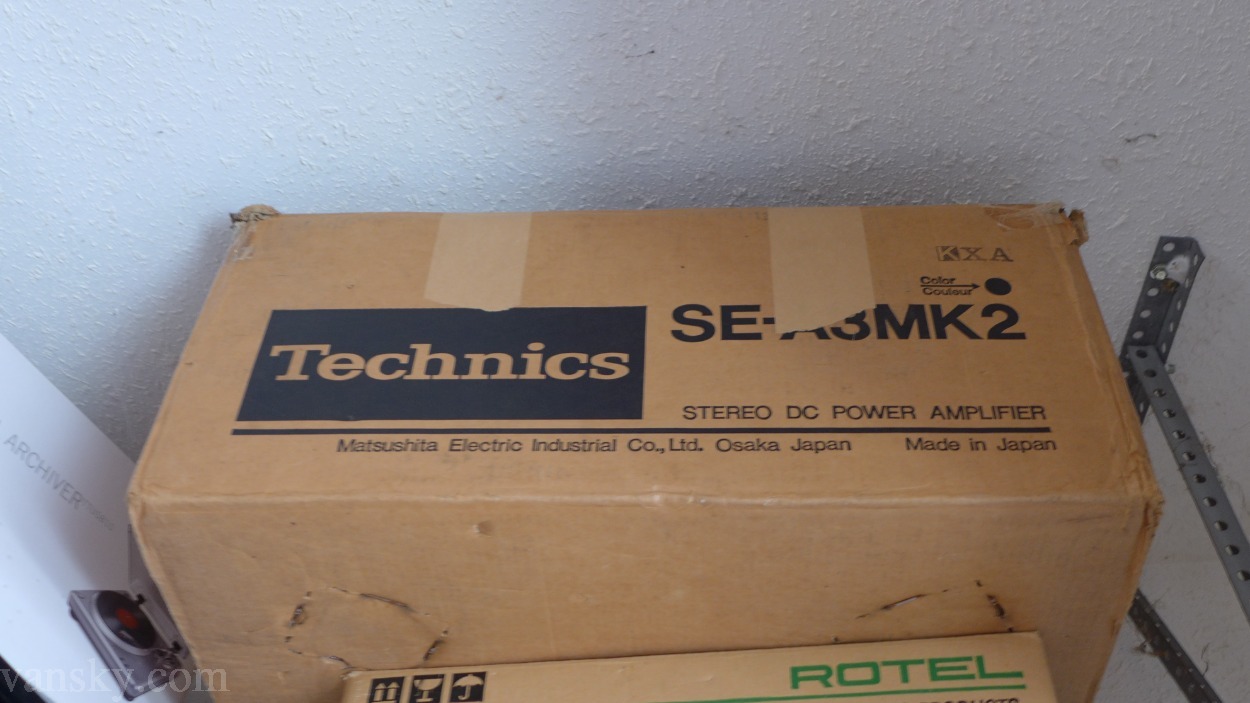 KXA
Color
Couleur
Technics
SE-A3MK2
STEREO DC POWER AMPLIFIER
Matsushita Electric Industrial Co., Ltd. Osaka Japan Made in Japan
ARCHIVER
ROTEL
PRODUCTS
vansky.com